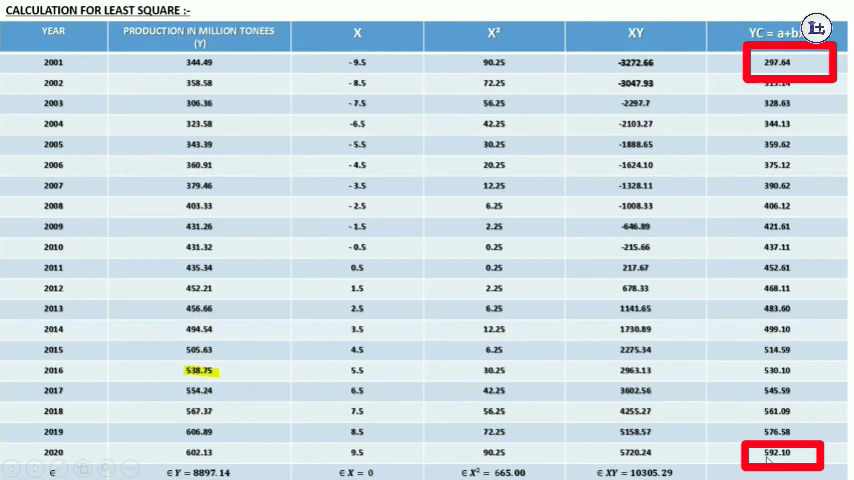 CALCULATION FOR LEAST SQUARE :-
YEAR PRODUCTION IN MILLION TONEES (Y) X X² XY YC = a+b
2001 344.49 - 9.5 90.25 -3272.66 297.64
2002 358.58 - 8.5 72.25 -3047.93 313.14
2003 306.36 - 7.5 56.25 -2297.7 328.63
2004 323.58 -6.5 42.25 -2103.27 344.13
2005 343.39 - 5.5 30.25 -1888.65 359.62
2006 360.91 - 4.5 20.25 -1624.10 375.12
2007 379.46 - 3.5 12.25 -1328.11 390.62
2008 403.33 - 2.5 6.25 -1008.33 406.12
2009 431.26 - 1.5 2.25 -646.89 421.61
2010 431.32 - 0.5 0.25 -215.66 437.11
2011 435.34 0.5 0.25 217.67 452.61
2012 452.21 1.5 2.25 678.33 468.11
2013 456.66 2.5 6.25 1141.65 483.60
2014 494.54 3.5 12.25 1730.89 499.10
2015 505.63 4.5 6.25 2275.34 514.59
2016 538.75 5.5 30.25 2963.13 530.10
2017 554.24 6.5 42.25 3602.56 545.59
2018 567.37 7.5 56.25 4255.27 561.09
2019 606.89 8.5 72.25 5158.57 576.58
2020 602.13 9.5 90.25 5720.24 592.10
∈ ∈ Y = 8897.14 ∈ X = 0 ∈ X² = 665.00 ∈ XY = 10305.29